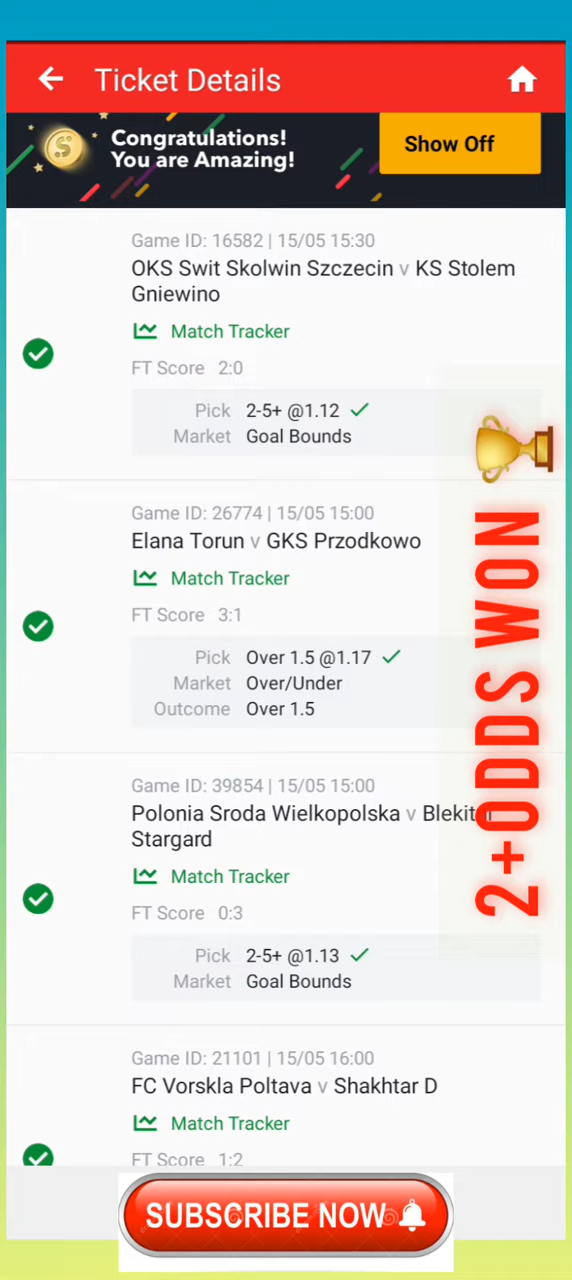 Ticket Details
Congratulations!
You are Amazing!
Show Off
Game ID: 16582 | 15/05 15:30
OKS Swit Skolwin Szczecin v KS Stolem
Gniewino
Match Tracker
FT Score 2:0
Pick 2-5+ @1.12
Market Goal Bounds
Game ID: 26774 | 15/05 15:00
Elana Torun v GKS Przodkowo
Match Tracker
FT Score 3:1
Pick Over 1.5 @1.17
Market Over/Under
Outcome Over 1.5
Game ID: 39854 | 15/05 15:00
Polonia Sroda Wielkopolska v Blekitni
Stargard
Match Tracker
FT Score 0:3
Pick 2-5+ @1.13
Market Goal Bounds
Game ID: 21101 | 15/05 16:00
FC Vorskla Poltava v Shakhtar D
Match Tracker
FT Score 1:2
2+ODDS WON
SUBSCRIBE NOW